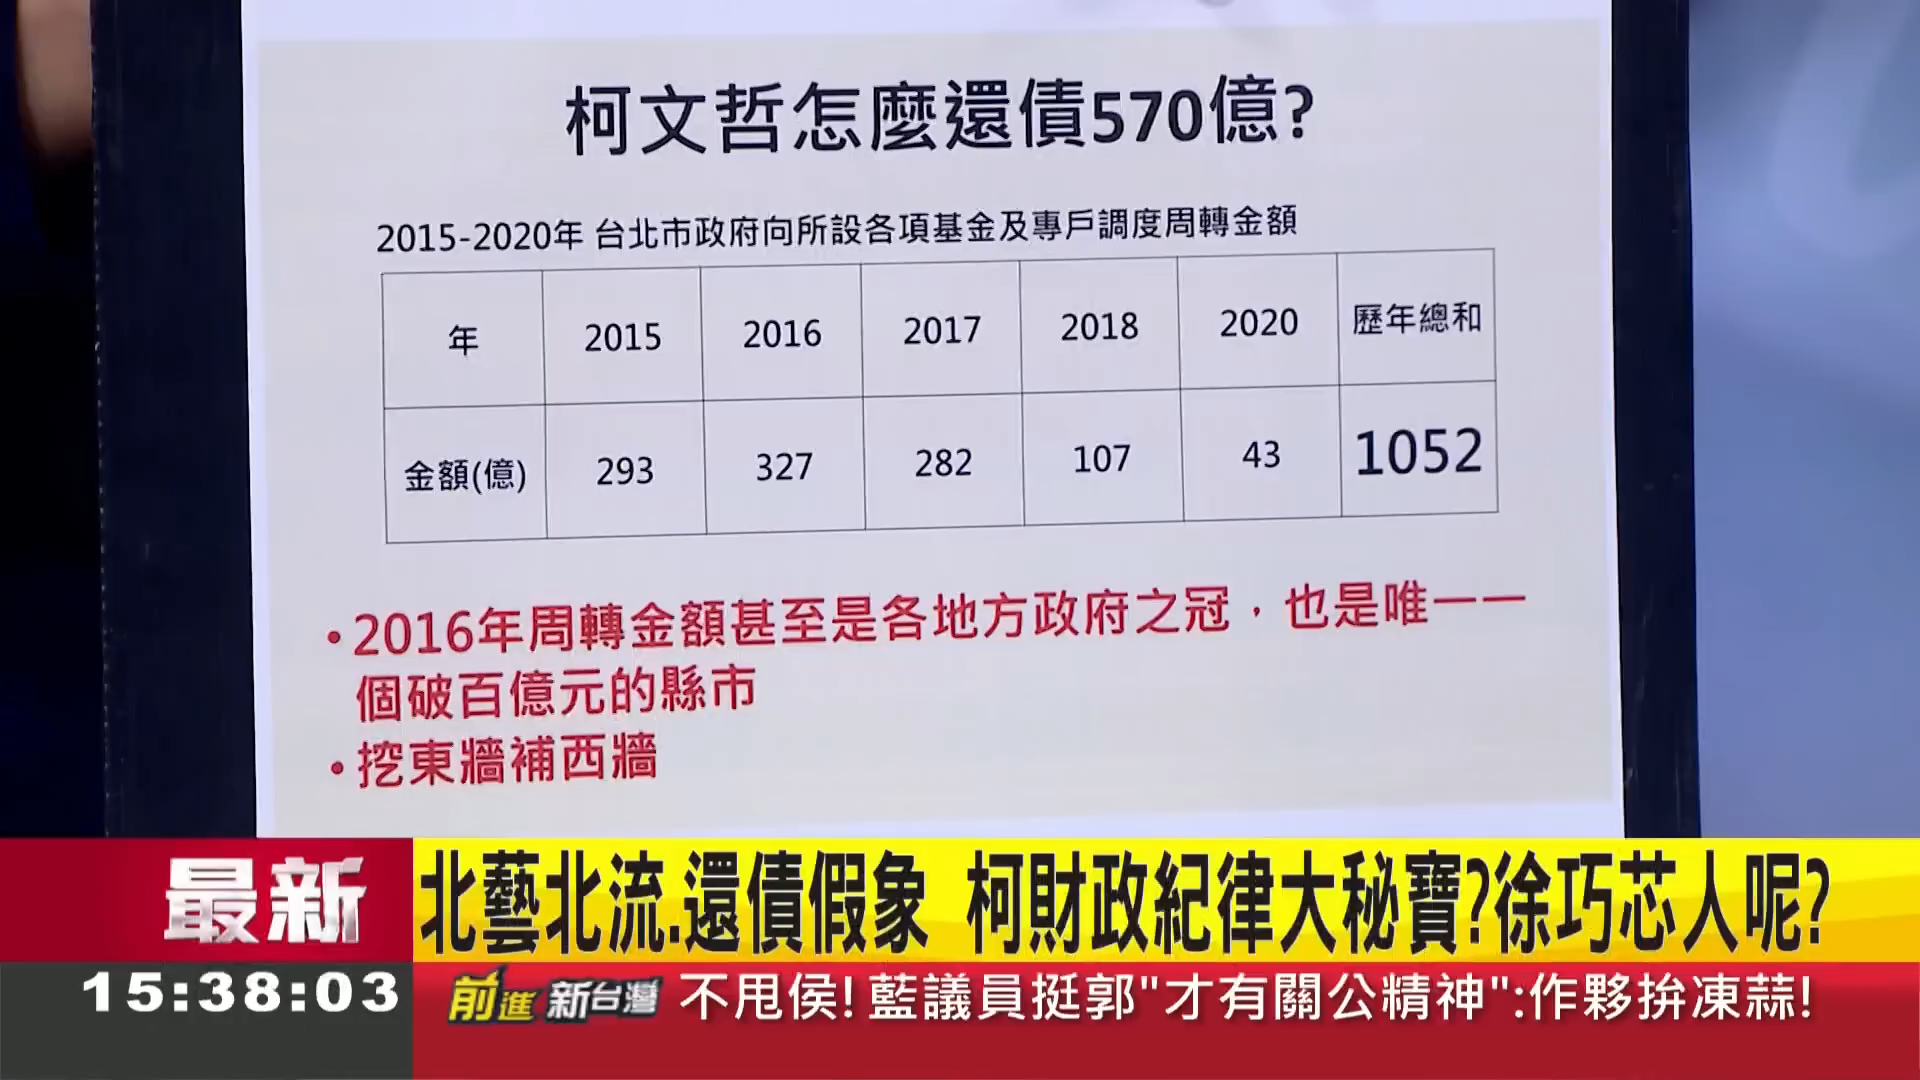 柯文哲怎麼還債570億?
2015-2020年 台北市政府向所設各項基金及專戶調度周轉金額
年 2015 2016 2017 2018 2020 歷年總和
金額(億) 293 327 282 107 43 1052
•2016年周轉金額甚至是各地方政府之冠，也是唯一一
個破百億元的縣市
•挖東牆補西牆
最新 北藝北流.還債假象 柯財政紀律大秘寶?徐巧芯人呢?
15:38:03 前進新台灣 不甩侯!藍議員挺郭"才有關公精神":作夥拚凍蒜!